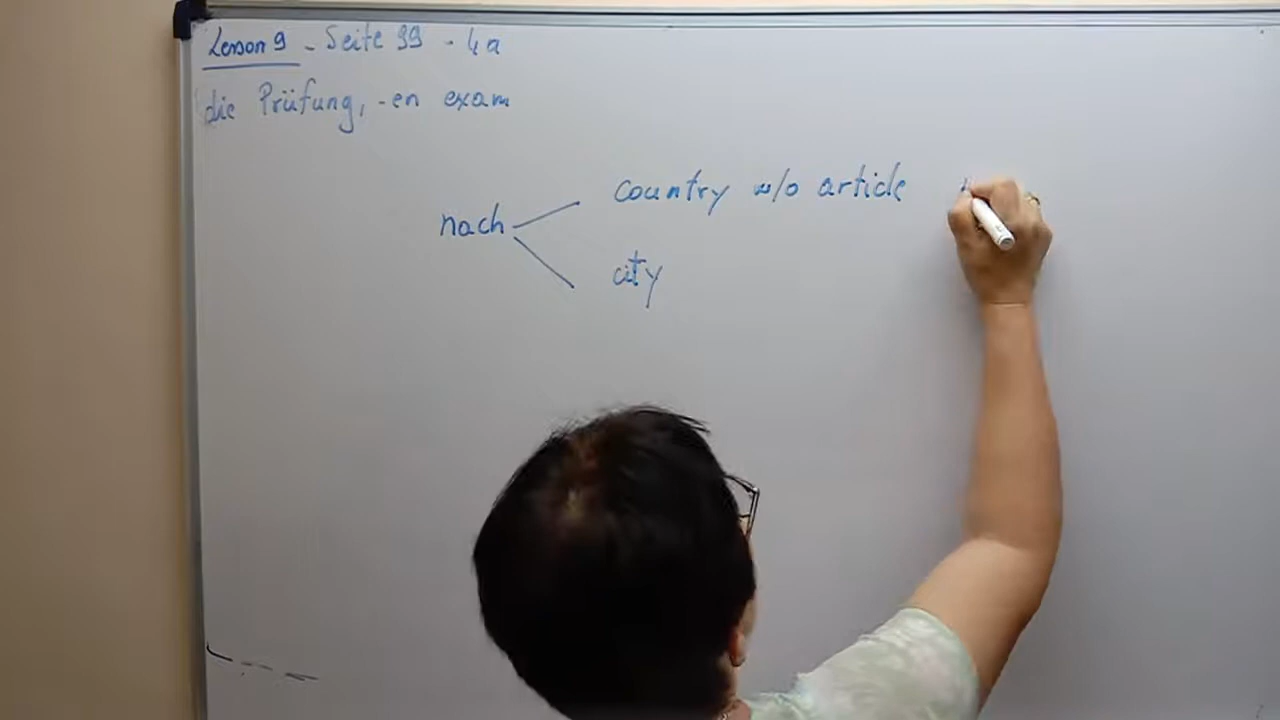 Lesson 9 - Seite 99 - 4a
die Prüfung, -en exam
country w/o article
nach
city